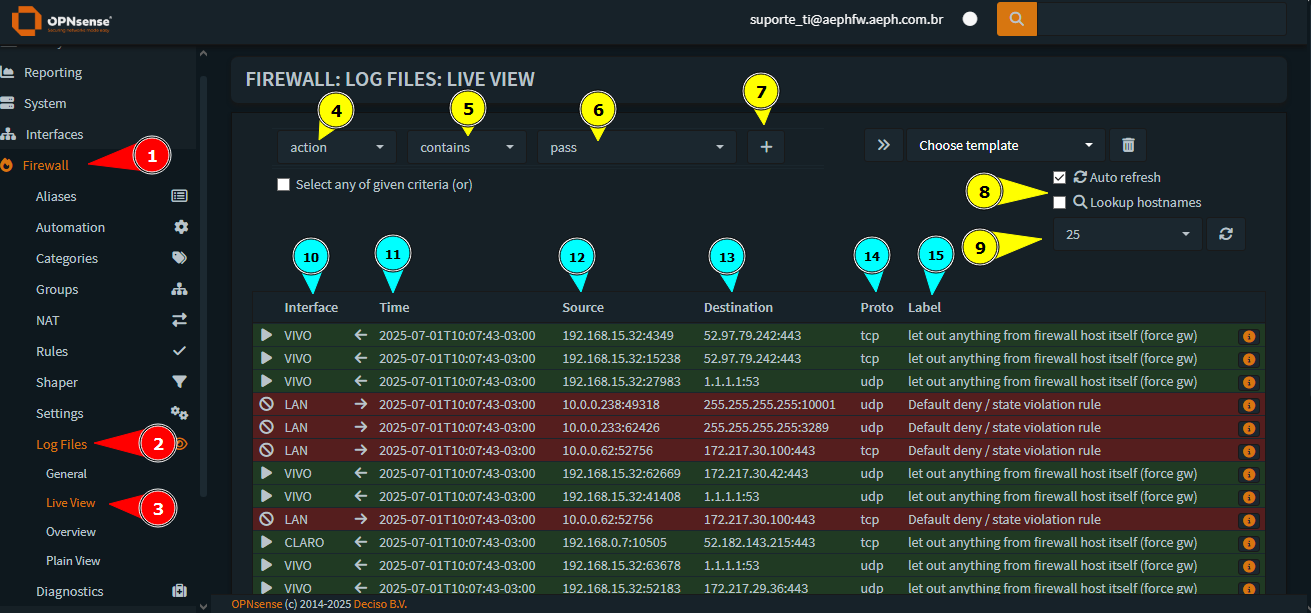 OPNsense
Securing networks made easy
suporte_ti@aephfw.aeph.com.br
Reporting
System
Interfaces
Firewall
1
Aliases
Automation
Categories
Groups
NAT
Rules
Shaper
Settings
Log Files
2
General
Live View
3
Overview
Plain View
Diagnostics
FIREWALL: LOG FILES: LIVE VIEW
4
5
6
7
action
contains
pass
+
Choose template
Select any of given criteria (or)
8
Auto refresh
Lookup hostnames
9
25
10
11
12
13
14
15
Interface Time Source Destination Proto Label
VIVO 2025-07-01T10:07:43-03:00 192.168.15.32:4349 52.97.79.242:443 tcp let out anything from firewall host itself (force gw)
VIVO 2025-07-01T10:07:43-03:00 192.168.15.32:15238 52.97.79.242:443 tcp let out anything from firewall host itself (force gw)
VIVO 2025-07-01T10:07:43-03:00 192.168.15.32:27983 1.1.1.1:53 udp let out anything from firewall host itself (force gw)
LAN 2025-07-01T10:07:43-03:00 10.0.0.238:49318 255.255.255.255:10001 udp Default deny / state violation rule
LAN 2025-07-01T10:07:43-03:00 10.0.0.233:62426 255.255.255.255:3289 udp Default deny / state violation rule
LAN 2025-07-01T10:07:43-03:00 10.0.0.62:52756 172.217.30.100:443 tcp Default deny / state violation rule
VIVO 2025-07-01T10:07:43-03:00 192.168.15.32:62669 172.217.30.42:443 udp let out anything from firewall host itself (force gw)
VIVO 2025-07-01T10:07:43-03:00 192.168.15.32:41408 1.1.1.1:53 udp let out anything from firewall host itself (force gw)
LAN 2025-07-01T10:07:43-03:00 10.0.0.62:52756 172.217.30.100:443 tcp Default deny / state violation rule
CLARO 2025-07-01T10:07:43-03:00 192.168.0.7:10505 52.182.143.215:443 tcp let out anything from firewall host itself (force gw)
VIVO 2025-07-01T10:07:43-03:00 192.168.15.32:63678 1.1.1.1:53 udp let out anything from firewall host itself (force gw)
VIVO 2025-07-01T10:07:43-03:00 192.168.15.32:52183 172.217.29.36:443 udp let out anything from firewall host itself (force gw)
OPNsense (c) 2014-2025 Deciso B.V.